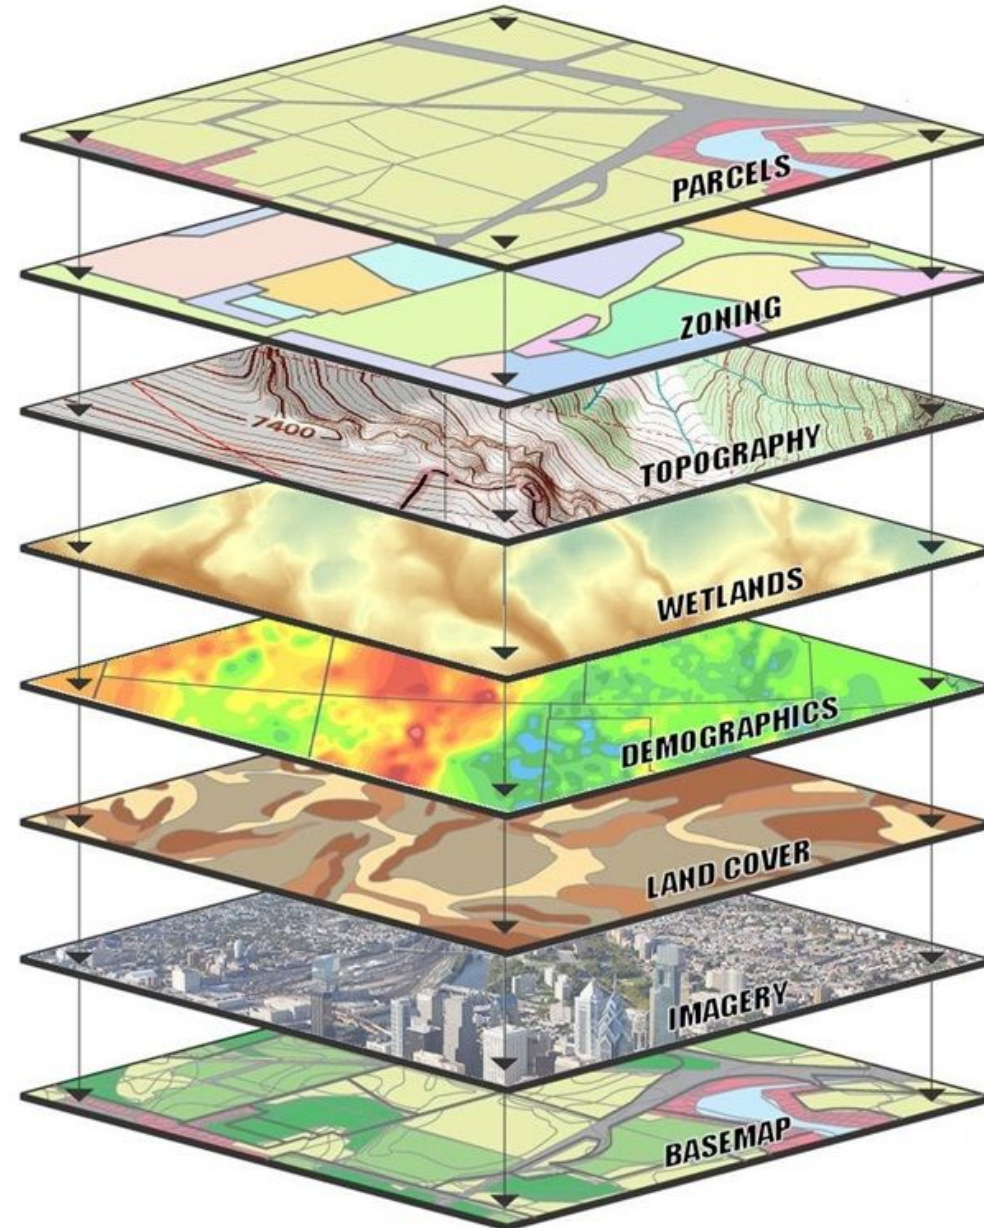 PARCELS
ZONING
7400
TOPOGRAPHY
WETLANDS
DEMOGRAPHICS
LAND COVER
IMAGERY
BASEMAP